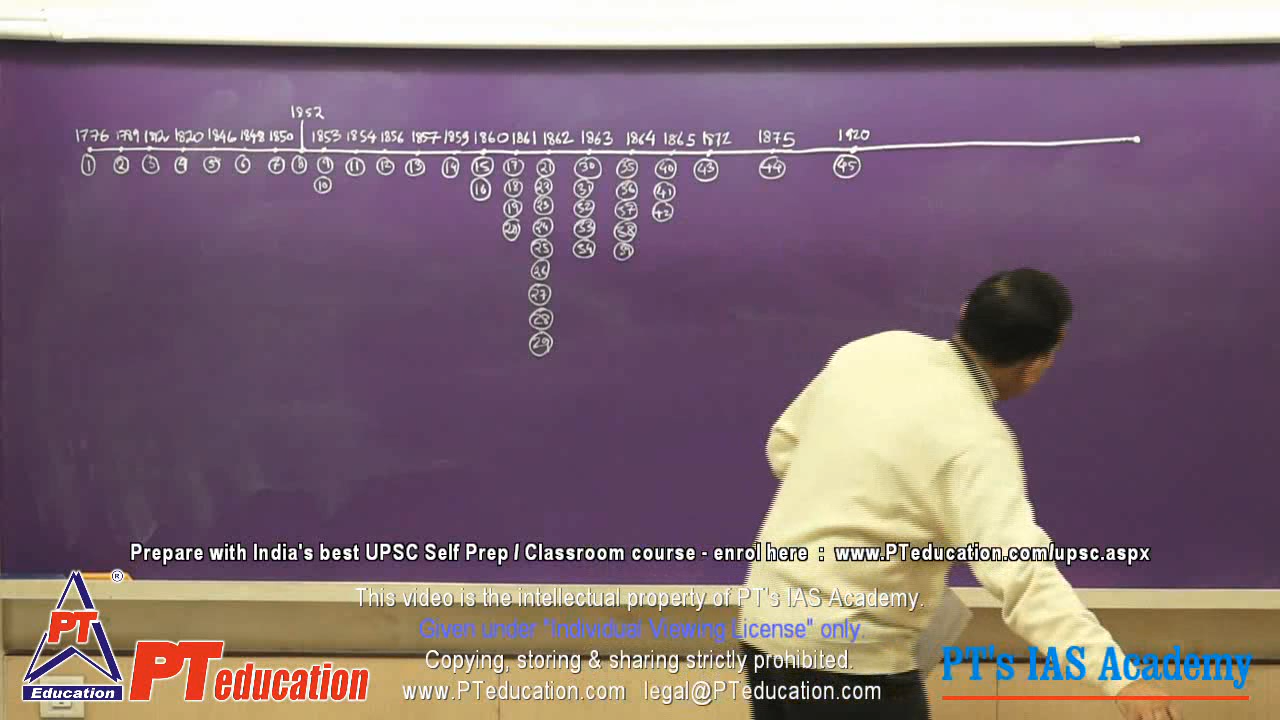 1852
1776 1789 1820 1846 1848 1850 1853 1854 1856 1857 1859 1860 1861 1862 1863 1864 1865 1872 1875 1920
1 2 3 4 5 6 7 8 9 11 12 13 14 15 17 21 30 35 40 43 44 45
10 16 18 22 31 36 41
19 23 32 37 42
20 24 33 38
25 34 39
26
27
28
29
Prepare with India's best UPSC Self Prep / Classroom course - enrol here : www.PTeducation.com/upsc.aspx
This video is the intellectual property of PT's IAS Academy.
Given under "Individual Viewing License" only.
Copying, storing & sharing strictly prohibited.
www.PTeducation.com legal@PTeducation.com
®
PT
Education
PT education
PT's IAS Academy